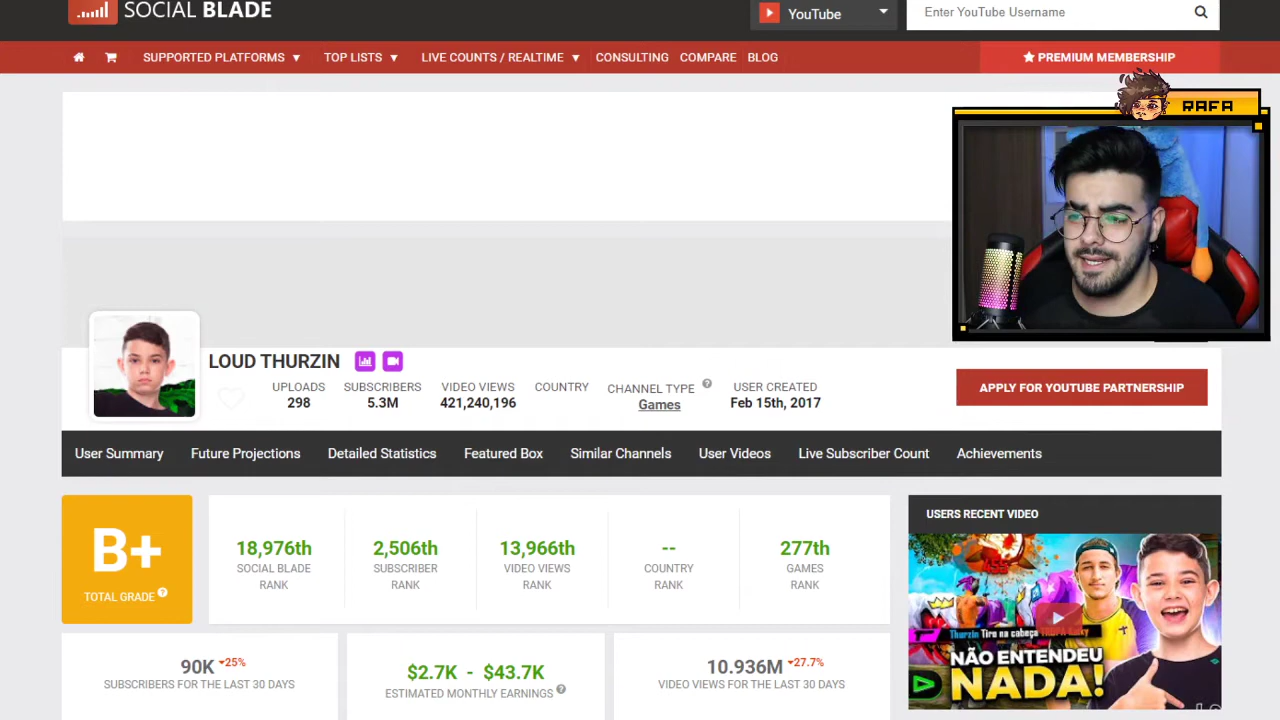 SOCIAL BLADE
YouTube
Enter YouTube Username
SUPPORTED PLATFORMS
TOP LISTS
LIVE COUNTS / REALTIME
CONSULTING
COMPARE
BLOG
PREMIUM MEMBERSHIP
RAFA
LOUD THURZIN
UPLOADS
298
SUBSCRIBERS
5.3M
VIDEO VIEWS
421,240,196
COUNTRY
CHANNEL TYPE
Games
USER CREATED
Feb 15th, 2017
APPLY FOR YOUTUBE PARTNERSHIP
User Summary
Future Projections
Detailed Statistics
Featured Box
Similar Channels
User Videos
Live Subscriber Count
Achievements
B+
TOTAL GRADE
18,976th
SOCIAL BLADE
RANK
2,506th
SUBSCRIBER
RANK
13,966th
VIDEO VIEWS
RANK
--
COUNTRY
RANK
277th
GAMES
RANK
USERS RECENT VIDEO
Thurzin Tiro na cabeça
NÃO ENTENDEU
NADA!
90K -25%
SUBSCRIBERS FOR THE LAST 30 DAYS
$2.7K - $43.7K
ESTIMATED MONTHLY EARNINGS
10.936M -27.7%
VIDEO VIEWS FOR THE LAST 30 DAYS